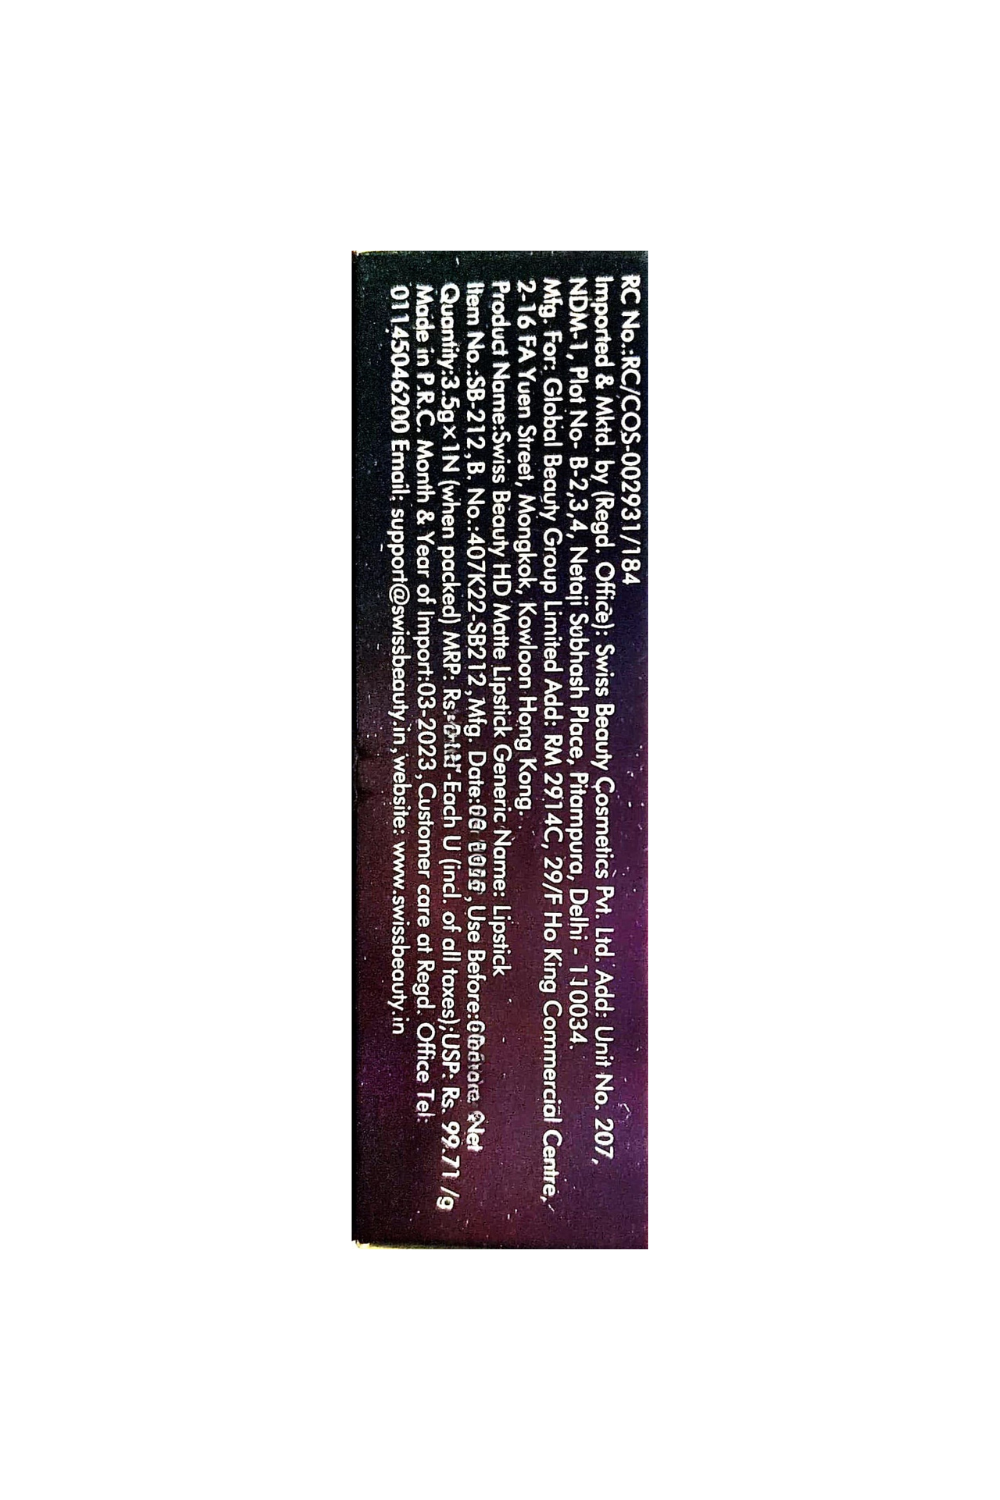 RC No.:RC/COS-002931/184
Imported & Mktd. by (Regd. Office): Swiss Beauty Cosmetics Pvt. Ltd. Add: Unit No. 207,
NDM-1, Plot No- B-2,3,4, Netaji Subhash Place, Pitampura, Delhi - 110034.
Mfg. For: Global Beauty Group Limited Add: RM 2914C, 29/F Ho King Commercial Centre,
2-16 FA Yuen Street, Mongkok, Kowloon Hong Kong.
Product Name:Swiss Beauty HD Matte Lipstick Generic Name: Lipstick
Item No.:SB-212,B. No.:407K22-SB212,Mfg. Date: ,Use Before: Net
Quantity:3.5g×1N (when packed) MRP: Rs. -Each U (incl. of all taxes);USP: Rs. 99.71 /g
Made in P.R.C. Month & Year of Import:03-2023,Customer care at Regd. Office Tel:
01145046200 Email: support@swissbeauty.in,website: www.swissbeauty.in